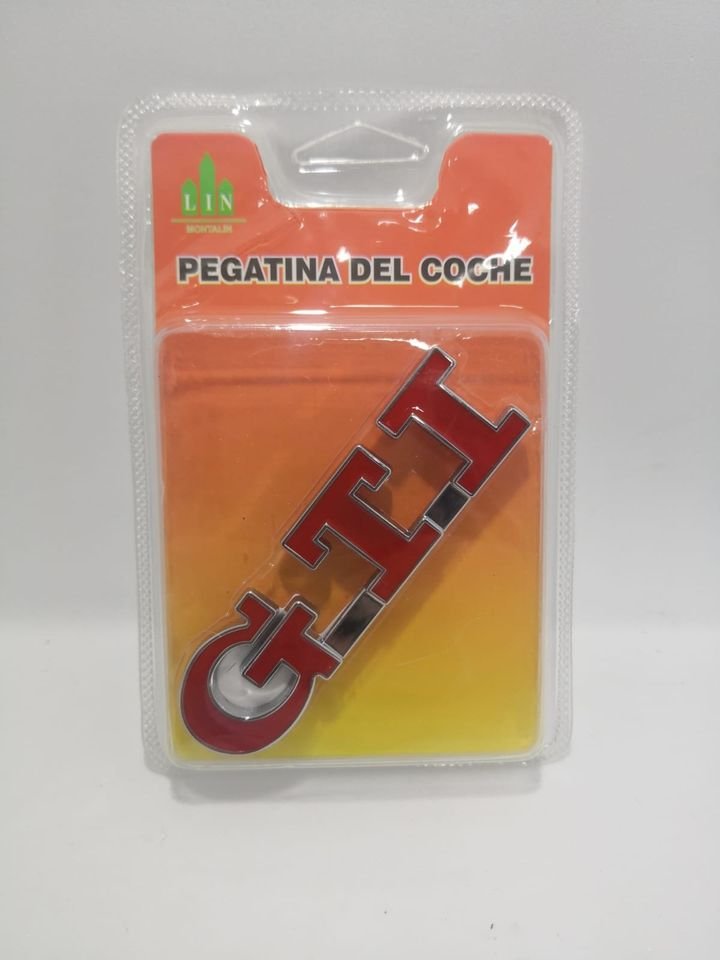 LIN
MONTALIN
PEGATINA DEL COCHE
GTI